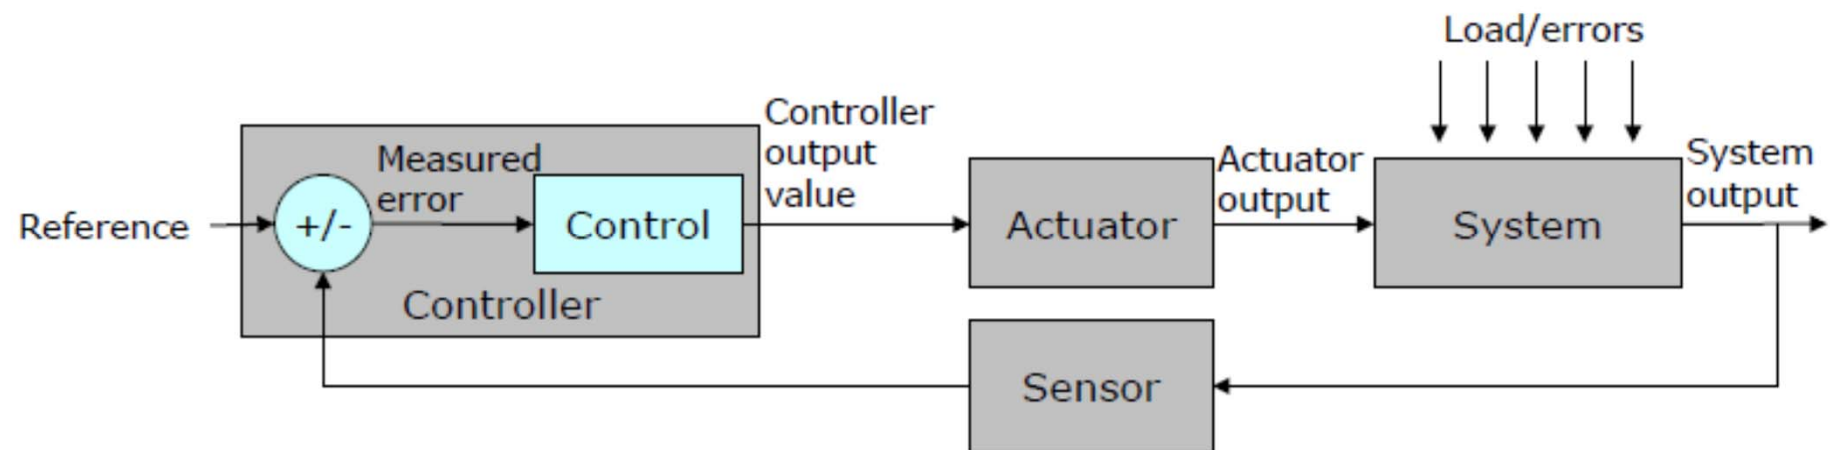 Load/errors
Controller
output
value
Measured
error
Actuator
output
System
output
Reference
+/-
Control
Actuator
System
Controller
Sensor